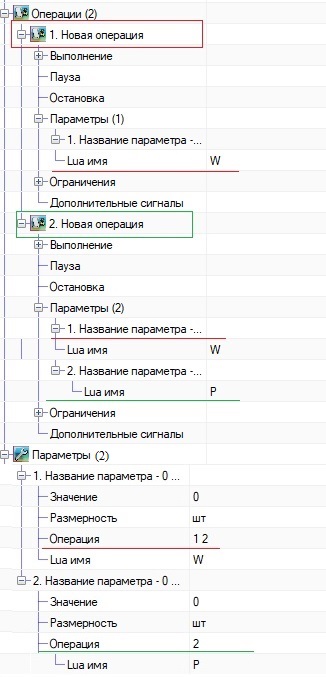 Операции (2)
1. Новая операция
Выполнение
Пауза
Остановка
Параметры (1)
1. Название параметра -...
Lua имя W
Ограничения
Дополнительные сигналы
2. Новая операция
Выполнение
Пауза
Остановка
Параметры (2)
1. Название параметра -...
Lua имя W
2. Название параметра -...
Lua имя P
Ограничения
Дополнительные сигналы
Параметры (2)
1. Название параметра - 0 ...
Значение 0
Размерность шт
Операция 1 2
Lua имя W
2. Название параметра - 0 ...
Значение 0
Размерность шт
Операция 2
Lua имя P